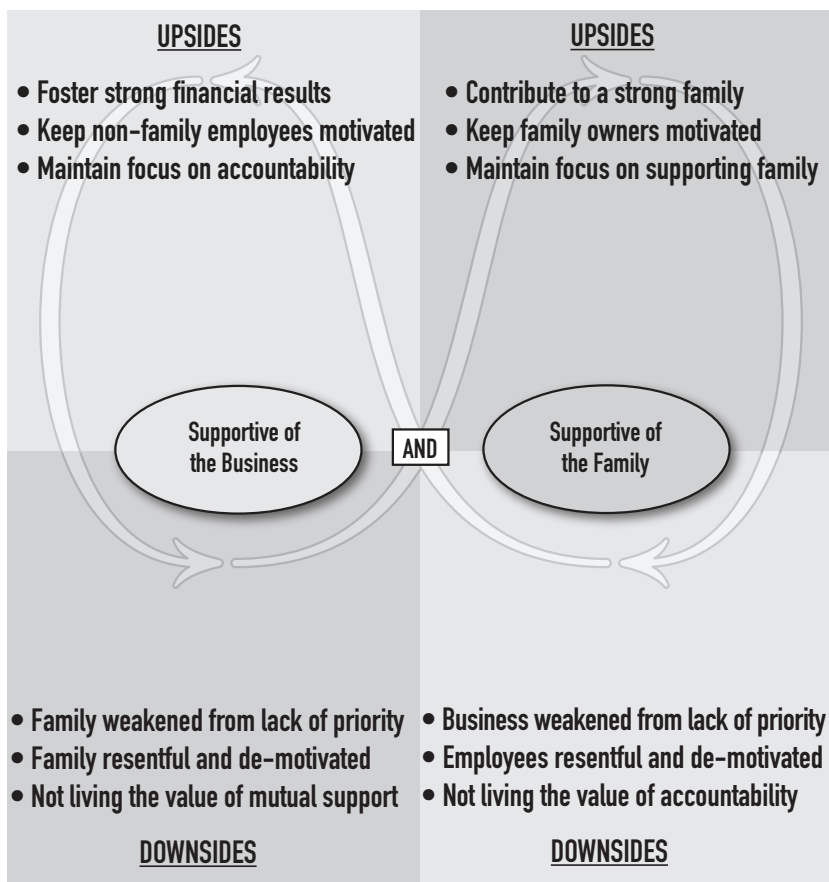 UPSIDES
• Foster strong financial results
• Keep non-family employees motivated
• Maintain focus on accountability
UPSIDES
• Contribute to a strong family
• Keep family owners motivated
• Maintain focus on supporting family
Supportive of
the Business
AND
Supportive of
the Family
• Family weakened from lack of priority
• Family resentful and de-motivated
• Not living the value of mutual support
DOWNSIDES
• Business weakened from lack of priority
• Employees resentful and de-motivated
• Not living the value of accountability
DOWNSIDES